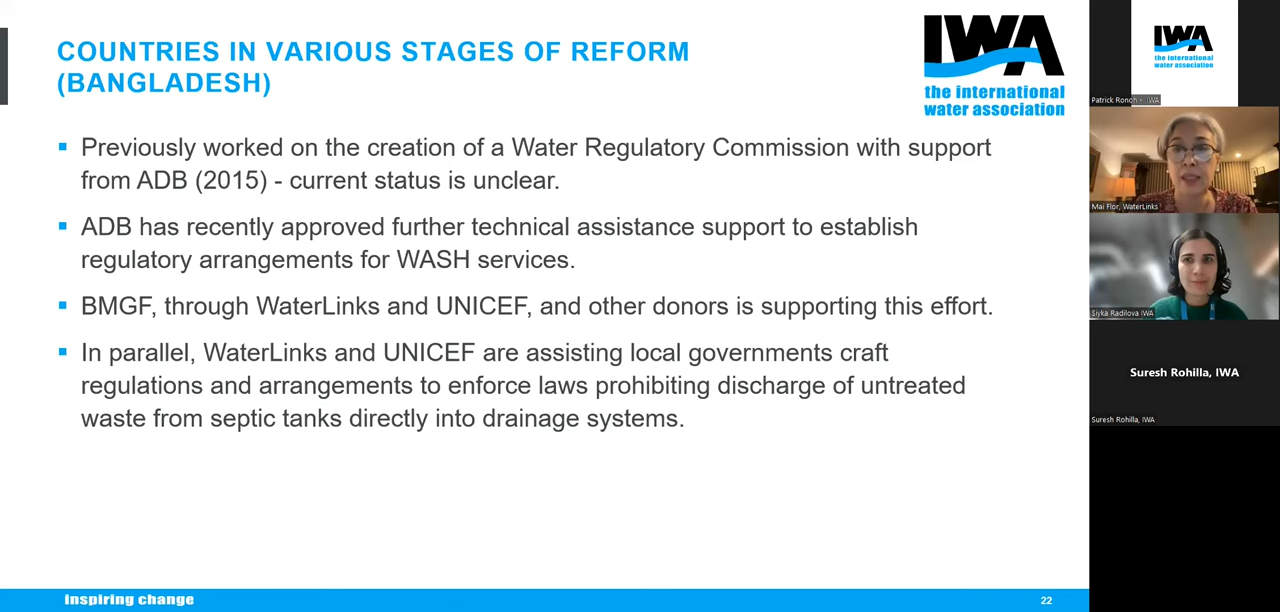 COUNTRIES IN VARIOUS STAGES OF REFORM
(BANGLADESH)
IWA
the international
water association
▪ Previously worked on the creation of a Water Regulatory Commission with support
from ADB (2015) - current status is unclear.
▪ ADB has recently approved further technical assistance support to establish
regulatory arrangements for WASH services.
▪ BMGF, through WaterLinks and UNICEF, and other donors is supporting this effort.
▪ In parallel, WaterLinks and UNICEF are assisting local governments craft
regulations and arrangements to enforce laws prohibiting discharge of untreated
waste from septic tanks directly into drainage systems.
inspiring change
22
IWA
the international
water association
Patrick Ronoh - IWA
Mai Flor, WaterLinks
Siyka Radilova IWA
Suresh Rohilla, IWA
Suresh Rohilla, IWA